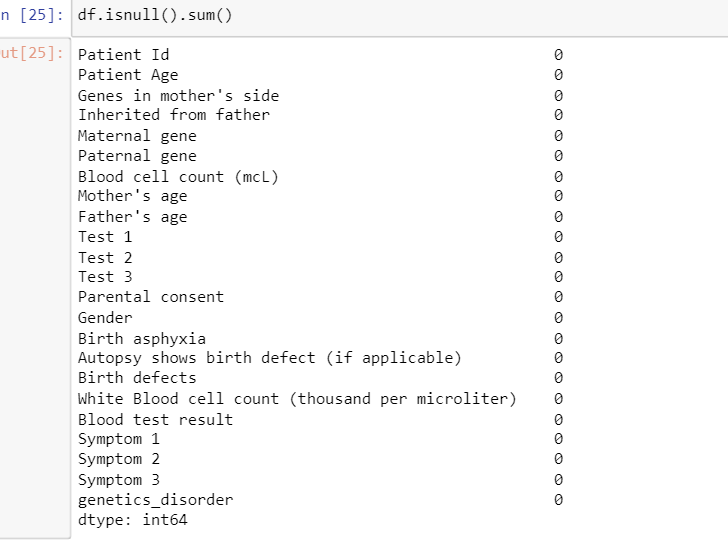 n [25]: df.isnull().sum()
ut[25]: Patient Id 0
Patient Age 0
Genes in mother's side 0
Inherited from father 0
Maternal gene 0
Paternal gene 0
Blood cell count (mcL) 0
Mother's age 0
Father's age 0
Test 1 0
Test 2 0
Test 3 0
Parental consent 0
Gender 0
Birth asphyxia 0
Autopsy shows birth defect (if applicable) 0
Birth defects 0
White Blood cell count (thousand per microliter) 0
Blood test result 0
Symptom 1 0
Symptom 2 0
Symptom 3 0
genetics_disorder 0
dtype: int64